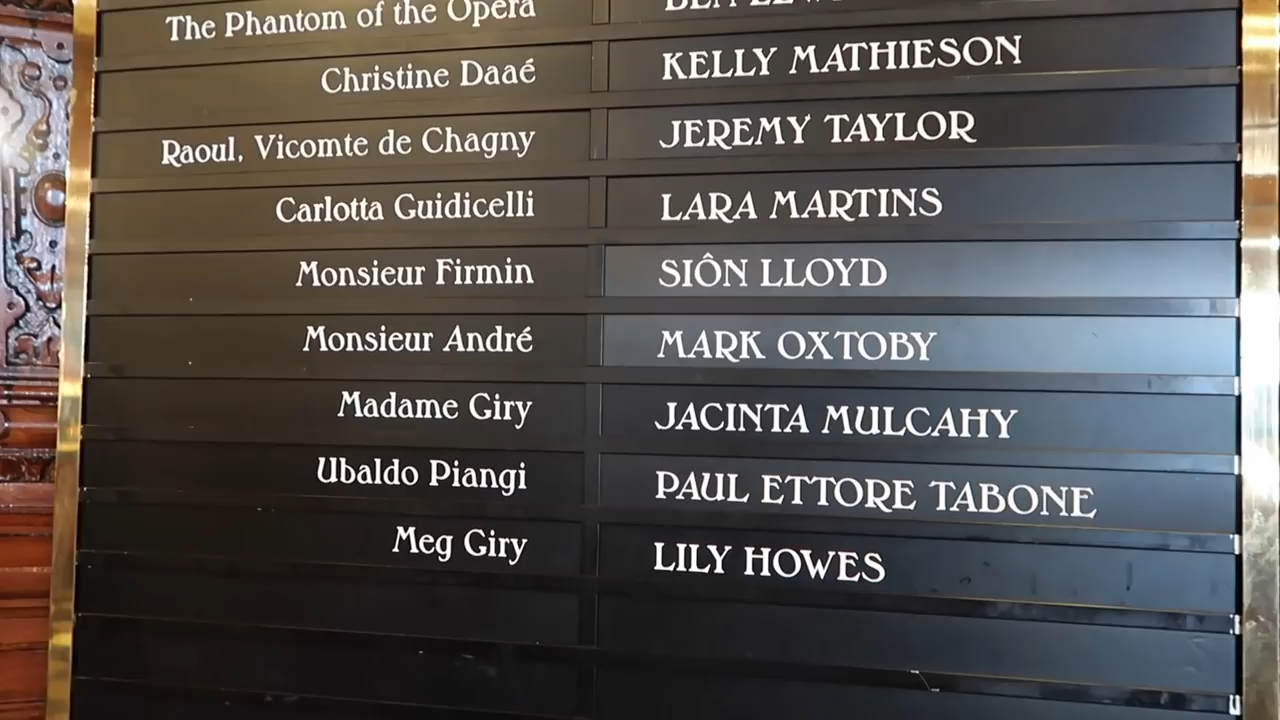 The Phantom of the Opera
Christine Daaé KELLY MATHIESON
Raoul, Vicomte de Chagny JEREMY TAYLOR
Carlotta Guidicelli LARA MARTINS
Monsieur Firmin SIÔN LLOYD
Monsieur André MARK OXTOBY
Madame Giry JACINTA MULCAHY
Ubaldo Piangi PAUL ETTORE TABONE
Meg Giry LILY HOWES